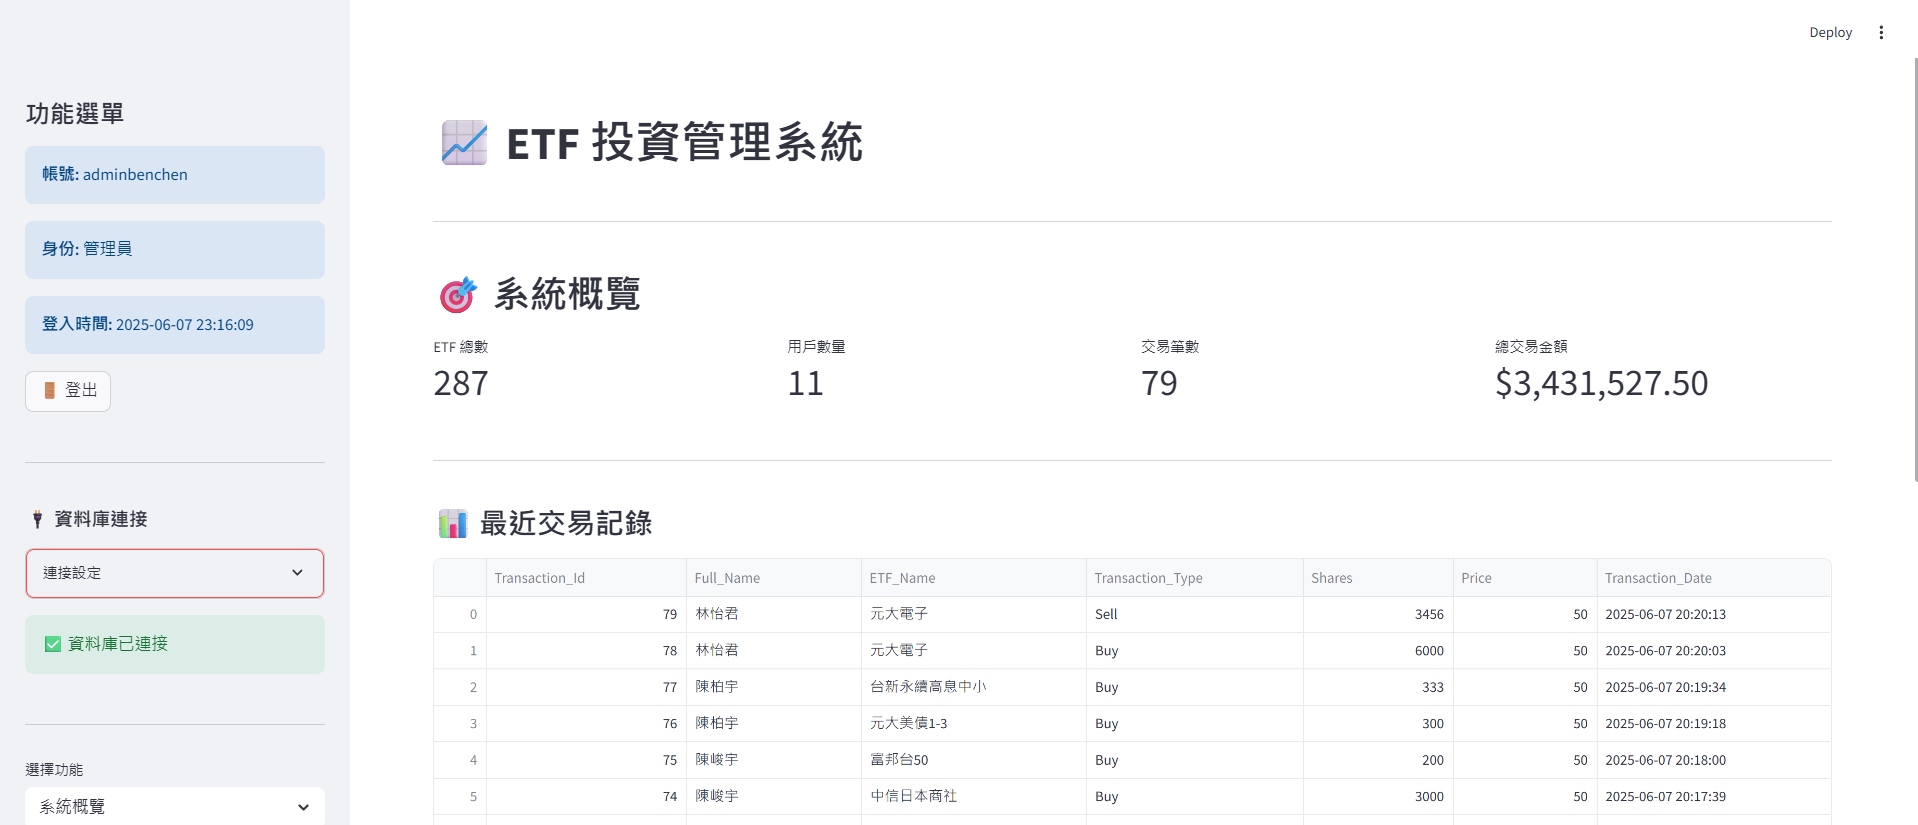 Deploy
功能選單
帳號: adminbenchen
身份: 管理員
登入時間: 2025-06-07 23:16:09
登出
資料庫連接
連接設定
資料庫已連接
選擇功能
系統概覽
ETF 投資管理系統
系統概覽
ETF 總數 用戶數量 交易筆數 總交易金額
287 11 79 $3,431,527.50
最近交易記錄
Transaction_Id Full_Name ETF_Name Transaction_Type Shares Price Transaction_Date
0 79 林怡君 元大電子 Sell 3456 50 2025-06-07 20:20:13
1 78 林怡君 元大電子 Buy 6000 50 2025-06-07 20:20:03
2 77 陳柏宇 台新永續高息中小 Buy 333 50 2025-06-07 20:19:34
3 76 陳柏宇 元大美債1-3 Buy 300 50 2025-06-07 20:19:18
4 75 陳峻宇 富邦台50 Buy 200 50 2025-06-07 20:18:00
5 74 陳峻宇 中信日本商社 Buy 3000 50 2025-06-07 20:17:39